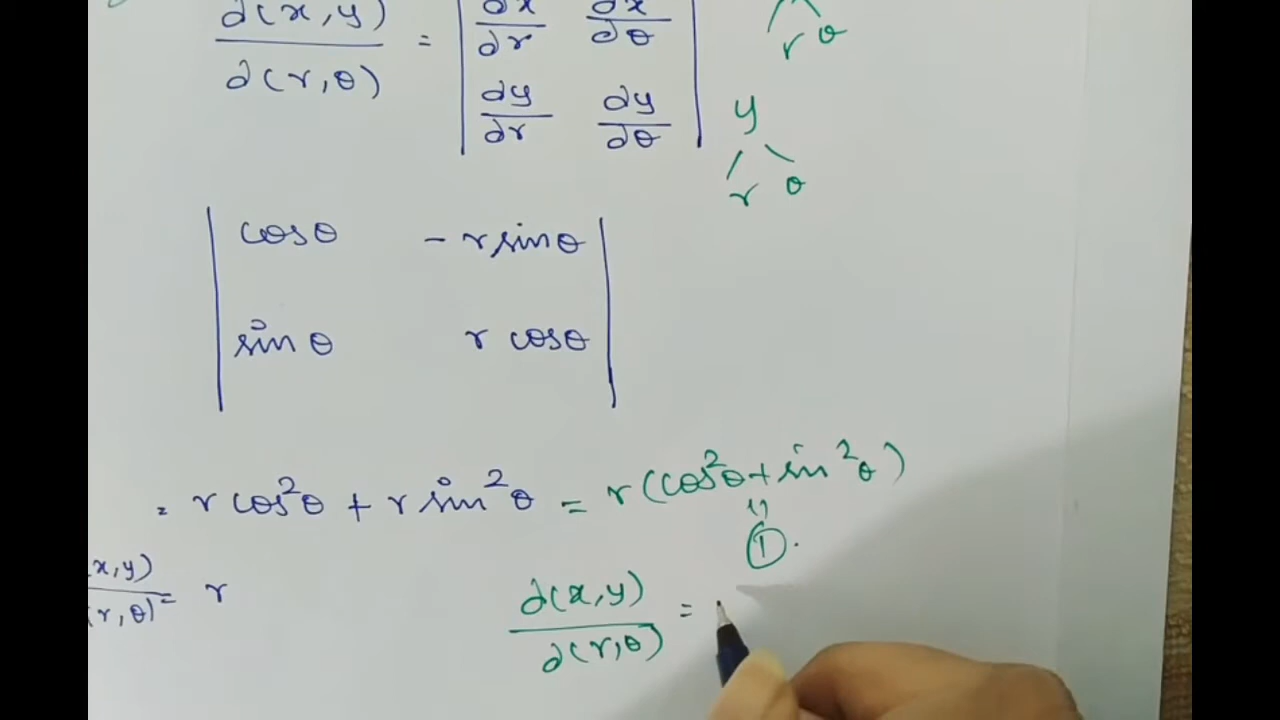 ∂(x,y) / ∂(r,θ) = | ∂x/∂r ∂x/∂θ |
| ∂y/∂r ∂y/∂θ |
r θ
y
r θ
| cosθ - r sinθ |
| sinθ r cosθ |
= r cos²θ + r sin²θ = r(cos²θ + sin²θ)
1.
(x,y) / (r,θ) = r
∂(x,y) / ∂(r,θ) =